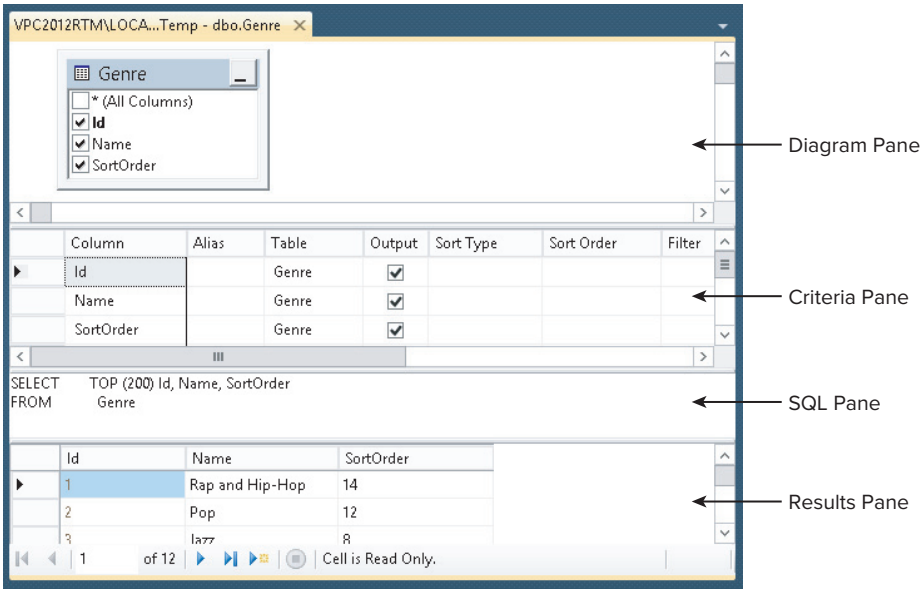 VPC2012RTM\LOCA...Temp - dbo.Genre
Genre
* (All Columns)
Id
Name
SortOrder
Diagram Pane
Column Alias Table Output Sort Type Sort Order Filter
Id Genre
Name Genre
SortOrder Genre
Criteria Pane
SELECT TOP (200) Id, Name, SortOrder
FROM Genre
SQL Pane
Id Name SortOrder
1 Rap and Hip-Hop 14
2 Pop 12
3 Jazz 8
Results Pane
1 of 12 Cell is Read Only.